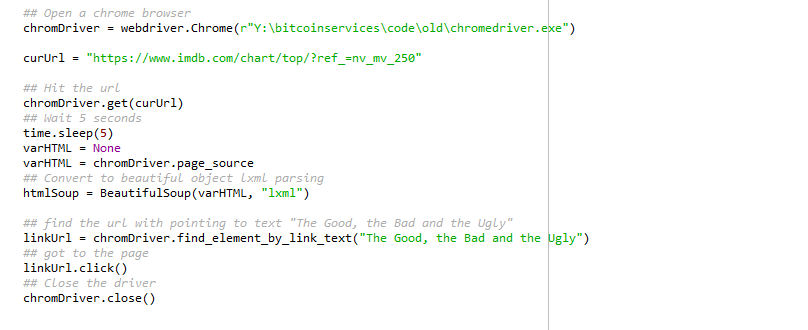 ## Open a chrome browser
chromDriver = webdriver.Chrome(r"Y:\bitcoinservices\code\old\chromedriver.exe")
curUrl = "https://www.imdb.com/chart/top/?ref_=nv_mv_250"
## Hit the url
chromDriver.get(curUrl)
## Wait 5 seconds
time.sleep(5)
varHTML = None
varHTML = chromDriver.page_source
## Convert to beautiful object lxml parsing
htmlSoup = BeautifulSoup(varHTML, "lxml")
## find the url with pointing to text "The Good, the Bad and the Ugly"
linkUrl = chromDriver.find_element_by_link_text("The Good, the Bad and the Ugly")
## got to the page
linkUrl.click()
## Close the driver
chromDriver.close()